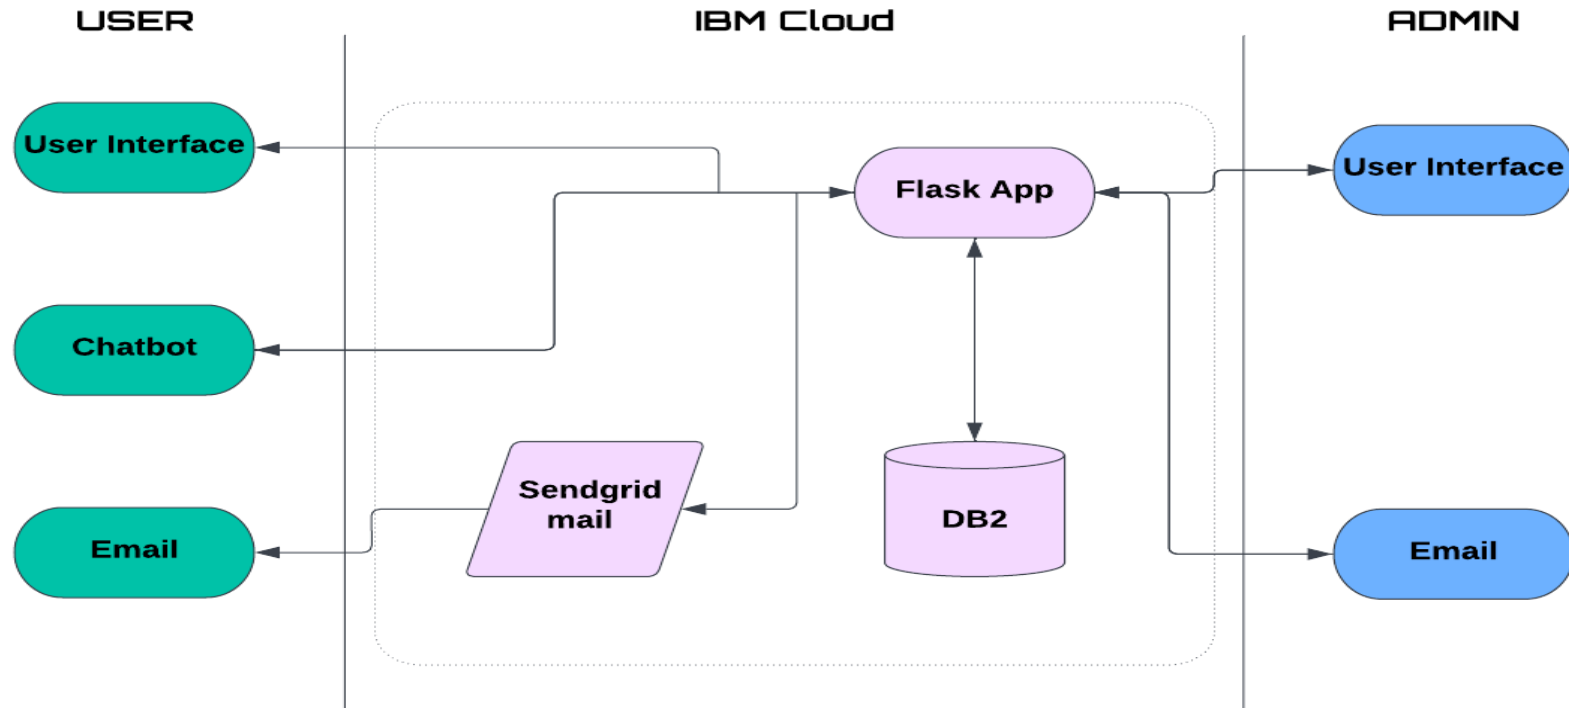 USER
IBM Cloud
ADMIN
User Interface
Flask App
User Interface
Chatbot
Sendgrid
mail
DB2
Email
Email